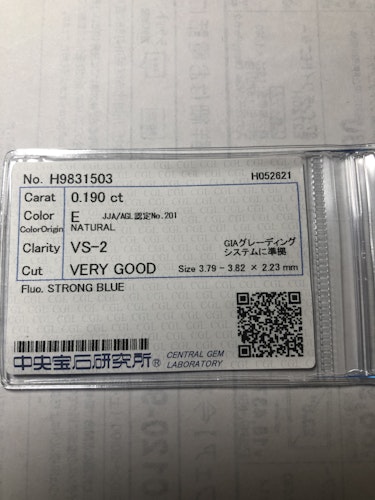 No. H9831503 H052621
Carat 0.190 ct
Color E JJA/AGL認定No.201
ColorOrigin NATURAL
Clarity VS-2 GIAグレーディング
システムに準拠
Cut VERY GOOD Size 3.79 - 3.82 × 2.23 mm
Fluo. STRONG BLUE
中央宝石研究所® CENTRAL GEM
LABORATORY